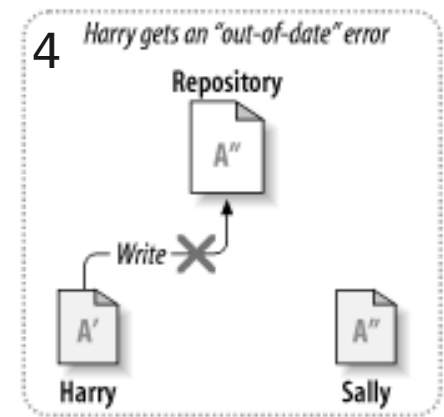 4
Harry gets an “out-of-date” error
Repository
A″
Write
A′
A″
Harry
Sally